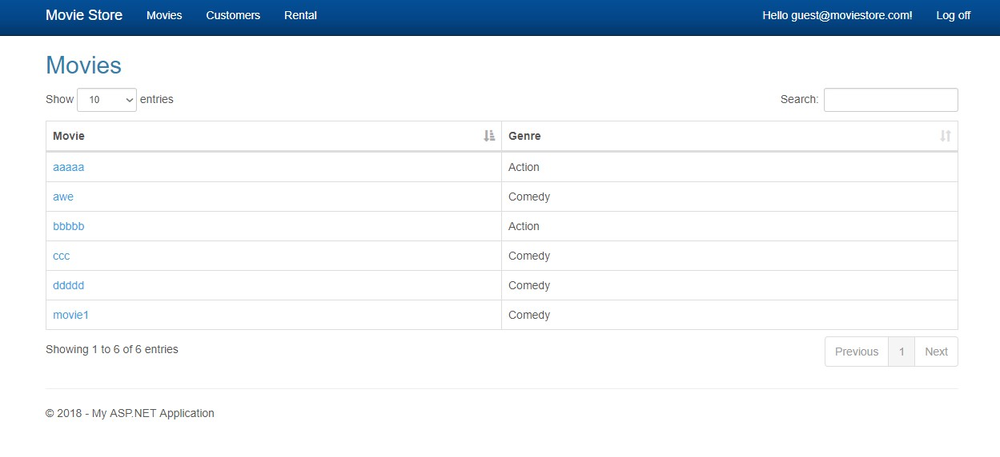 Movie Store Movies Customers Rental Hello guest@moviestore.com! Log off
Movies
Show 10 entries Search:
Movie Genre
aaaaa Action
awe Comedy
bbbbb Action
ccc Comedy
ddddd Comedy
movie1 Comedy
Showing 1 to 6 of 6 entries Previous 1 Next
© 2018 - My ASP.NET Application